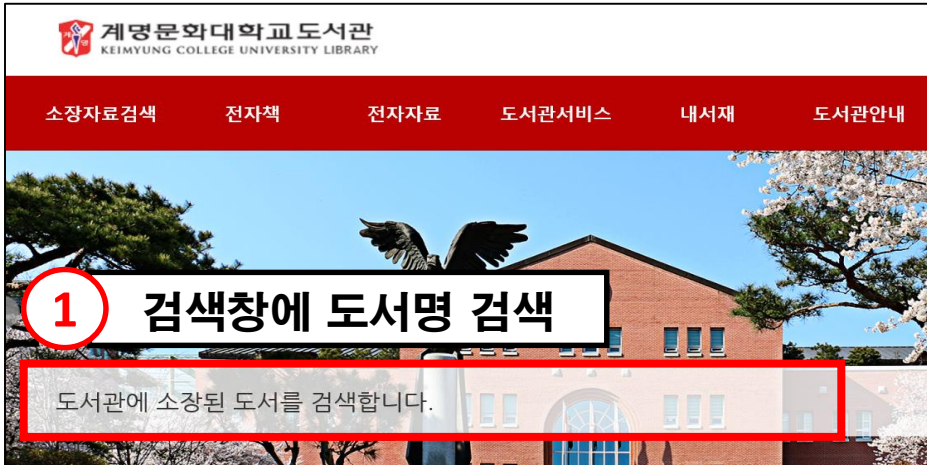 계명문화대학교도서관
KEIMYUNG COLLEGE UNIVERSITY LIBRARY
소장자료검색 전자책 전자자료 도서관서비스 내서재 도서관안내
1 검색창에 도서명 검색
도서관에 소장된 도서를 검색합니다.